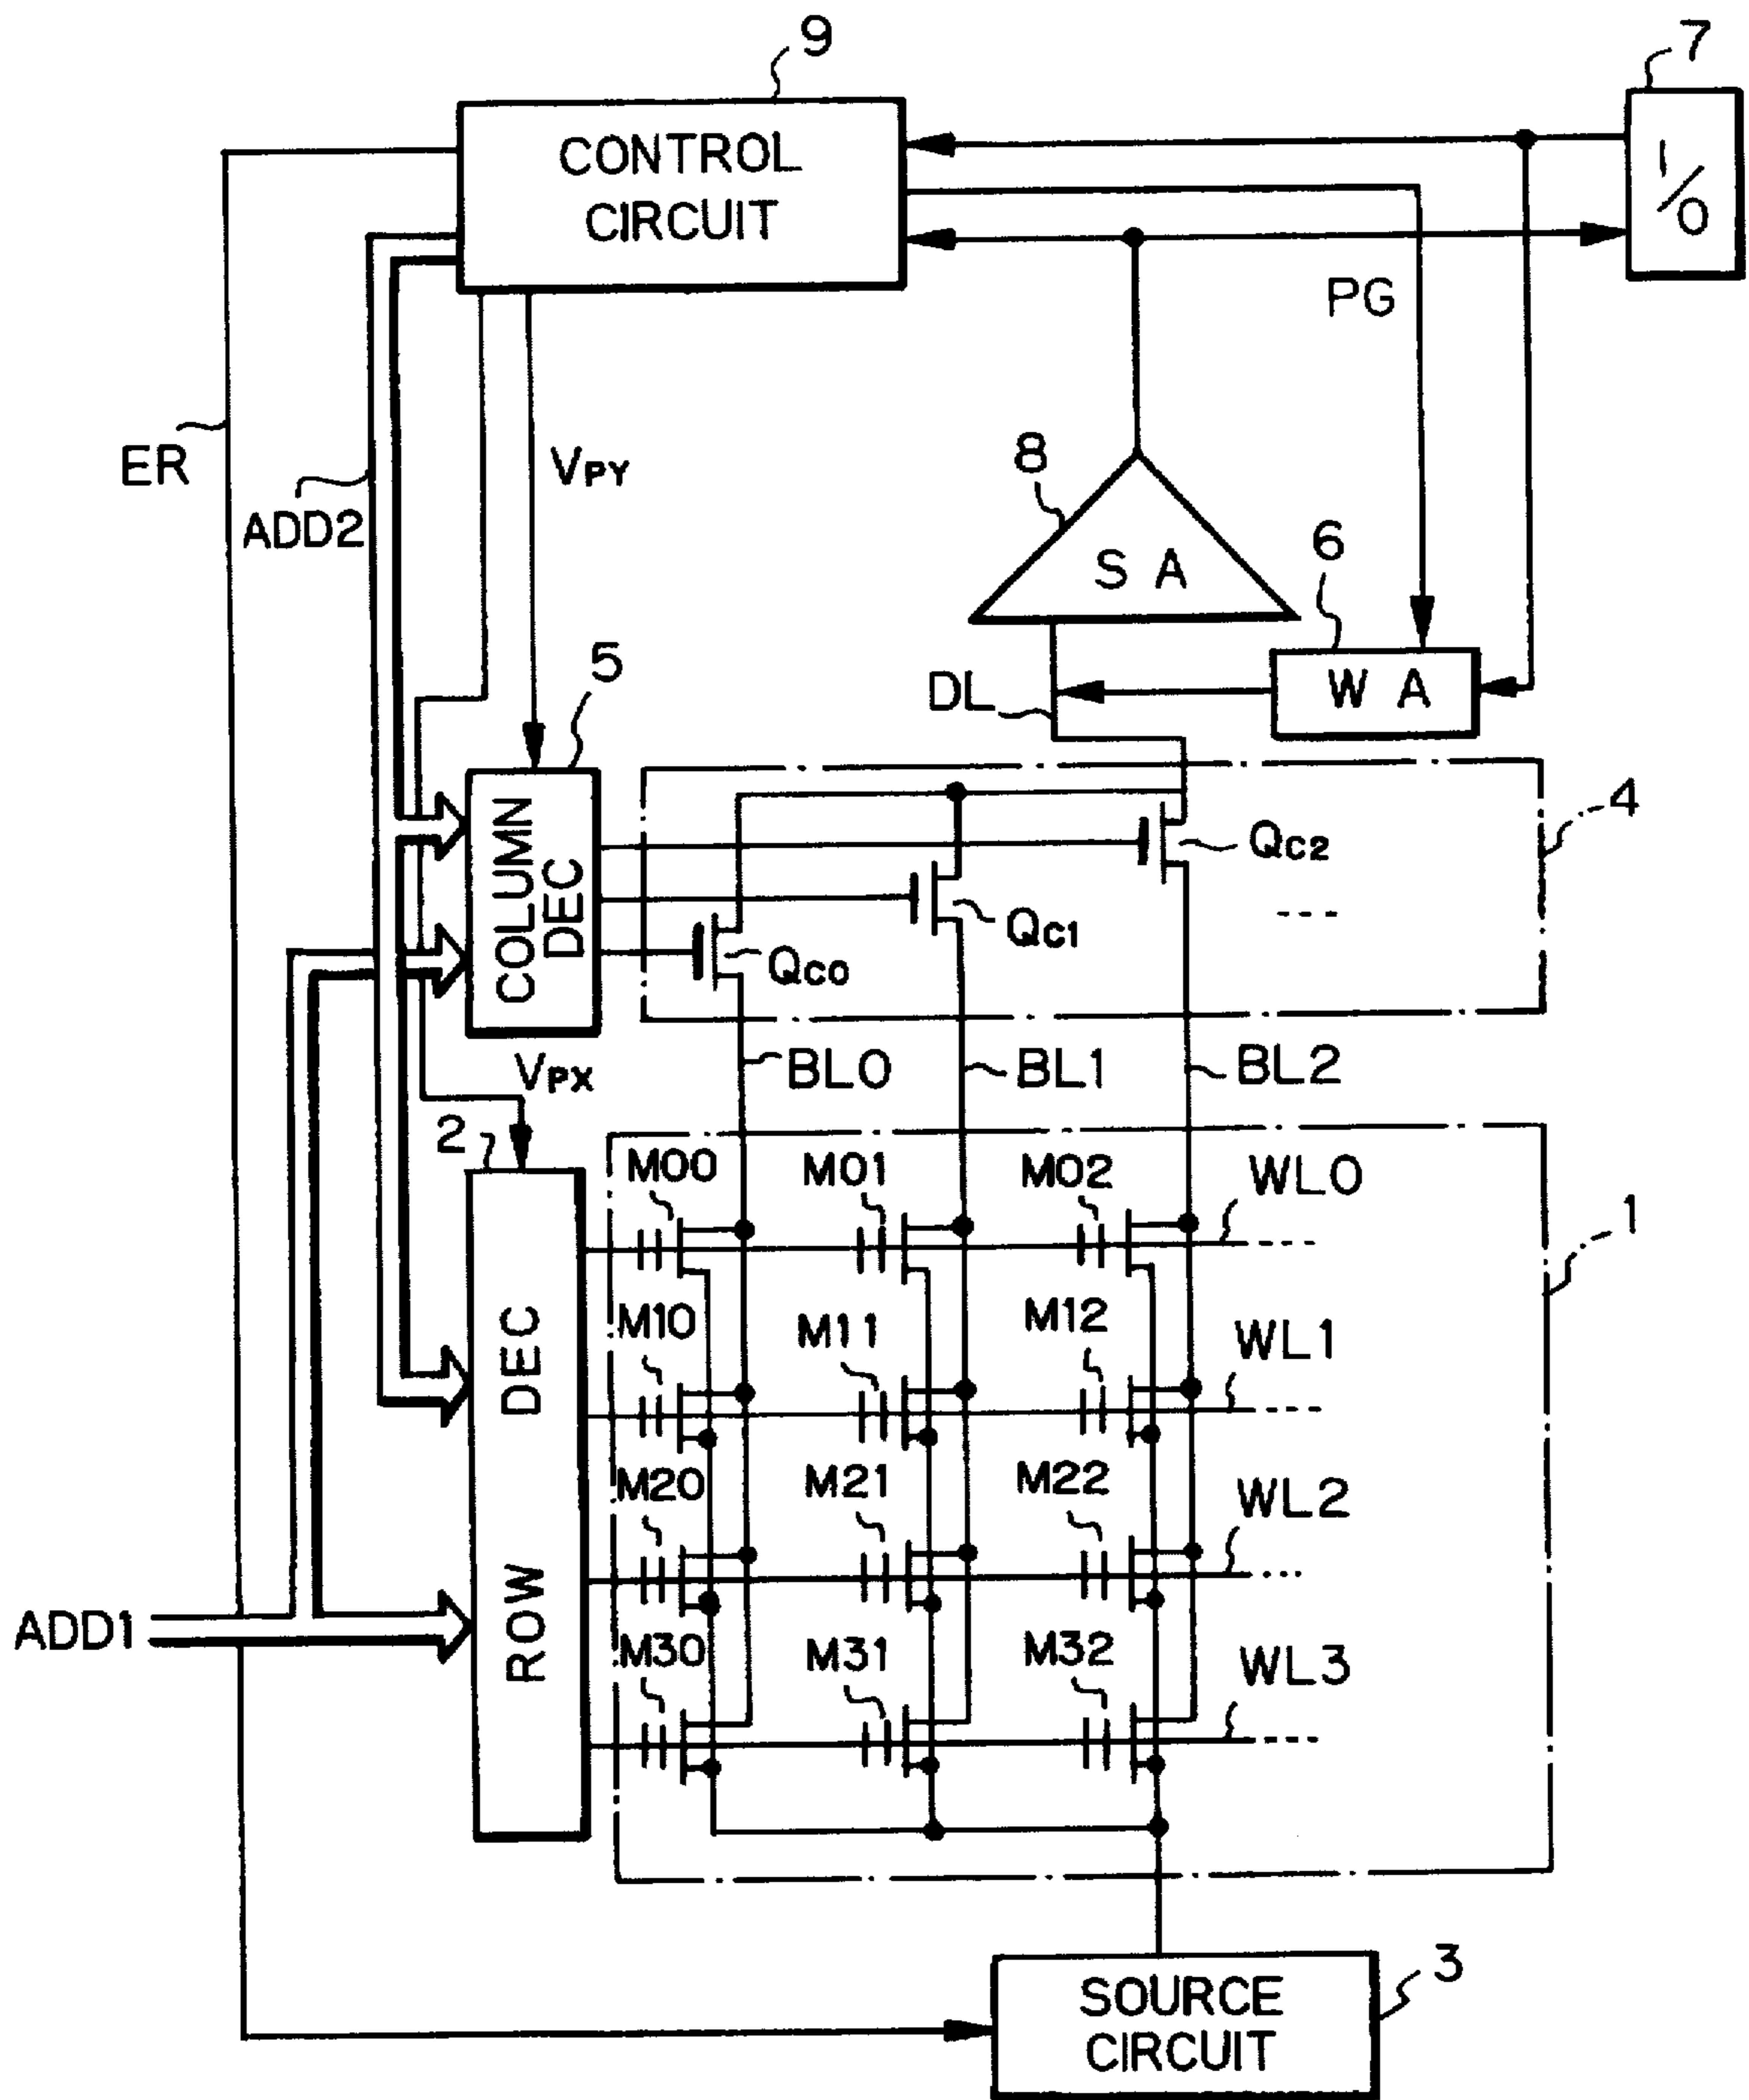 9
7
CONTROL
CIRCUIT
I/O
PG
ER
VPY
ADD2
8
SA
6
WA
5
DL
COLUMN
DEC
4
QC2
QC1
QC0
VPX
BL0
BL1
BL2
2
M00
M01
M02
WL0
1
ROW DEC
M10
M11
M12
WL1
M20
M21
M22
WL2
ADD1
M30
M31
M32
WL3
SOURCE
CIRCUIT
3